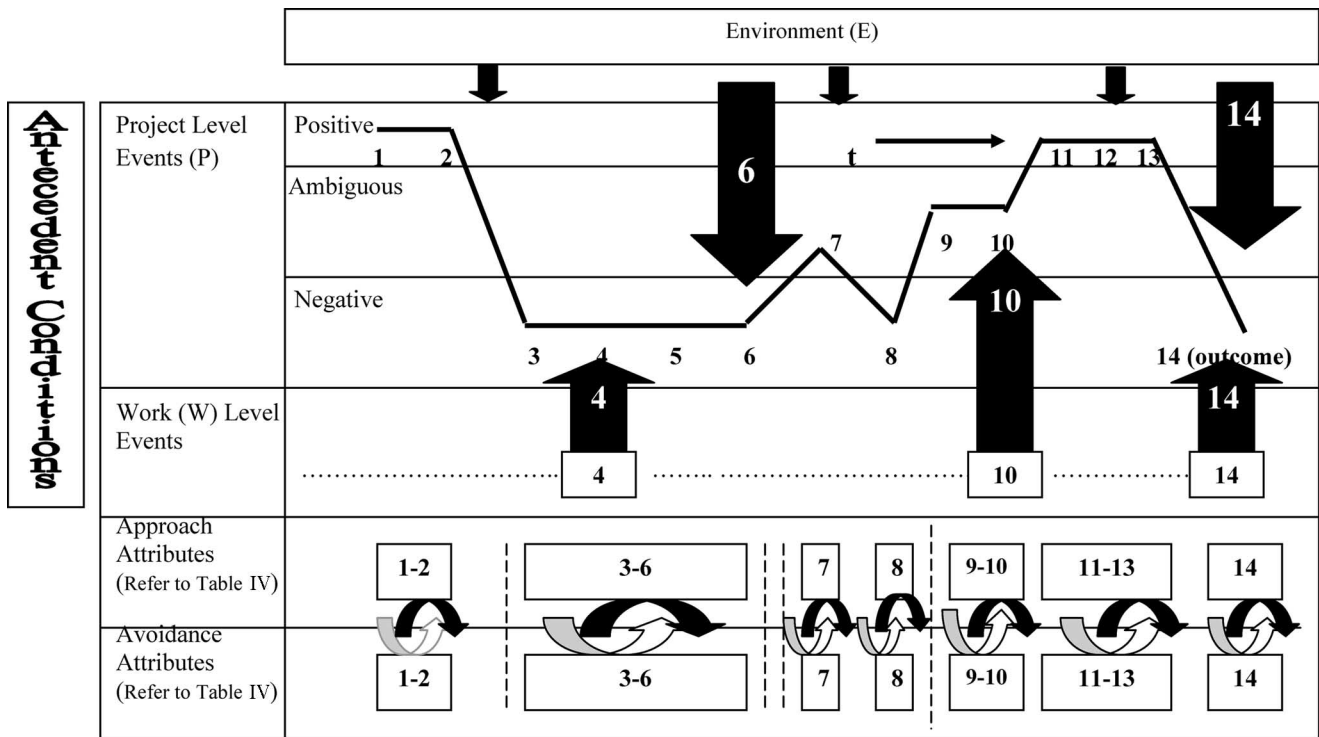 Environment (E)
Antecedent Conditions
Project Level
Events (P)
Positive
1 2
t
11 12 13
14
6
Ambiguous
7
9 10
Negative
10
3 4 5 6 8 14 (outcome)
Work (W) Level
Events
4
14
4
10
14
Approach
Attributes
(Refer to Table IV)
1-2 3-6 7 8 9-10 11-13 14
Avoidance
Attributes
(Refer to Table IV)
1-2 3-6 7 8 9-10 11-13 14